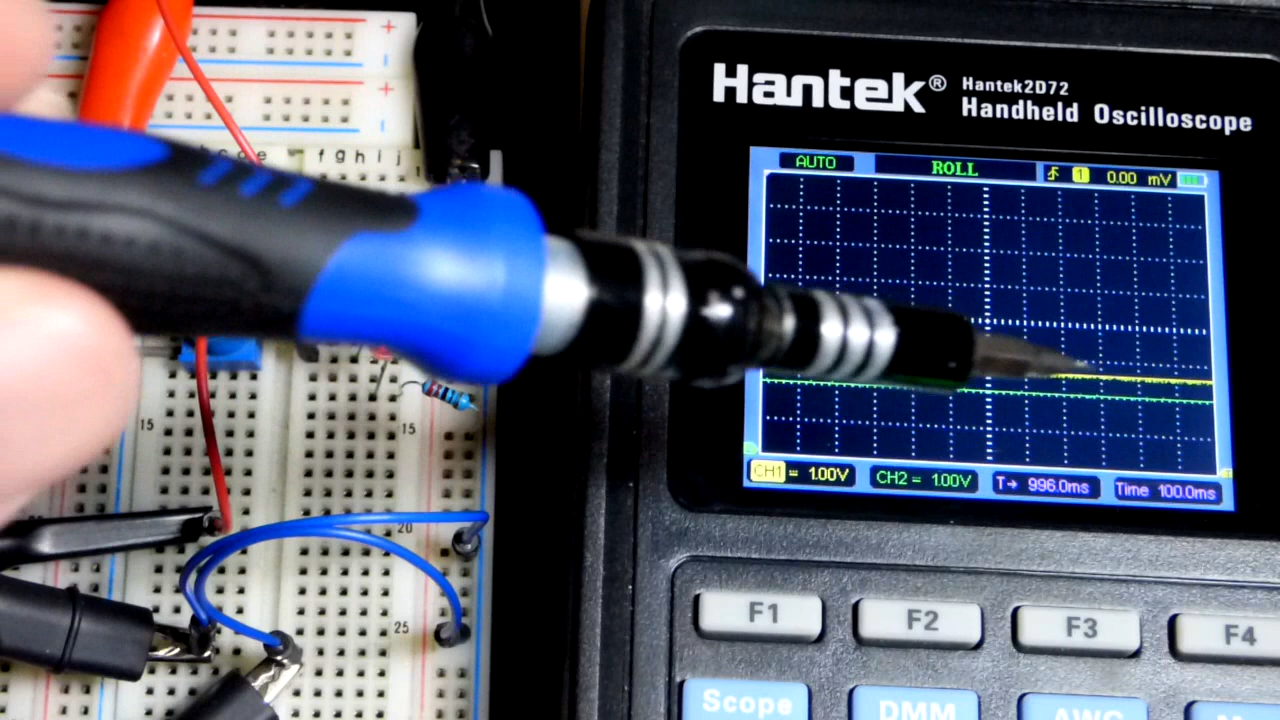 Hantek®
Hantek2D72
Handheld Oscilloscope
AUTO
ROLL
1
0.00 mV
CH1 = 1.00V
CH2 = 1.00V
T→ 996.0ms
Time 100.0ms
F1
F2
F3
F4
Scope
DMM
AWG
+
+
f g h i j
15
15
20
25